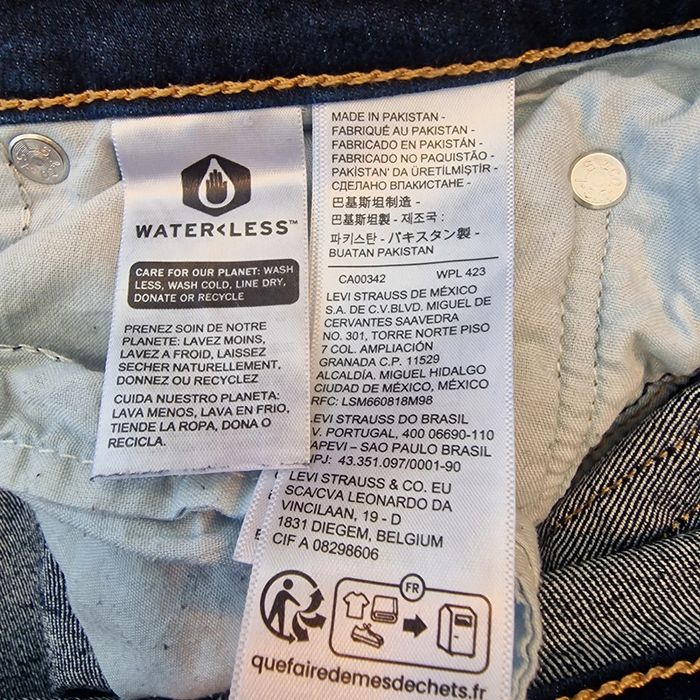 WATER<LESS™
CARE FOR OUR PLANET: WASH
LESS, WASH COLD, LINE DRY,
DONATE OR RECYCLE
PRENEZ SOIN DE NOTRE
PLANETE: LAVEZ MOINS,
LAVEZ A FROID, LAISSEZ
SECHER NATURELLEMENT,
DONNEZ OU RECYCLEZ
CUIDA NUESTRO PLANETA:
LAVA MENOS, LAVA EN FRIO,
TIENDE LA ROPA, DONA O
RECICLA.
MADE IN PAKISTAN -
FABRIQUÉ AU PAKISTAN -
FABRICADO EN PAKISTÁN -
FABRICADO NO PAQUISTÃO -
PAKİSTAN' DA ÜRETİLMİŞTİR -
СДЕЛАНО ВПАКИСТАНЕ -
巴基斯坦制造 -
巴基斯坦製 - 제조국 :
파키스탄 - パキスタン製 -
BUATAN PAKISTAN
CA00342 WPL 423
LEVI STRAUSS DE MÉXICO
S.A. DE C.V.BLVD. MIGUEL DE
CERVANTES SAAVEDRA
NO. 301, TORRE NORTE PISO
7 COL. AMPLIACIÓN
GRANADA C.P. 11529
ALCALDÍA. MIGUEL HIDALGO
CIUDAD DE MÉXICO, MÉXICO
RFC: LSM660818M98
EVI STRAUSS DO BRASIL
V. PORTUGAL, 400 06690-110
APEVI – SAO PAULO BRASIL
NPJ: 43.351.097/0001-90
LEVI STRAUSS & CO. EU
SCA/CVA LEONARDO DA
VINCILAAN, 19 - D
1831 DIEGEM, BELGIUM
CIF A 08298606
FR
quefairedemesdechets.fr